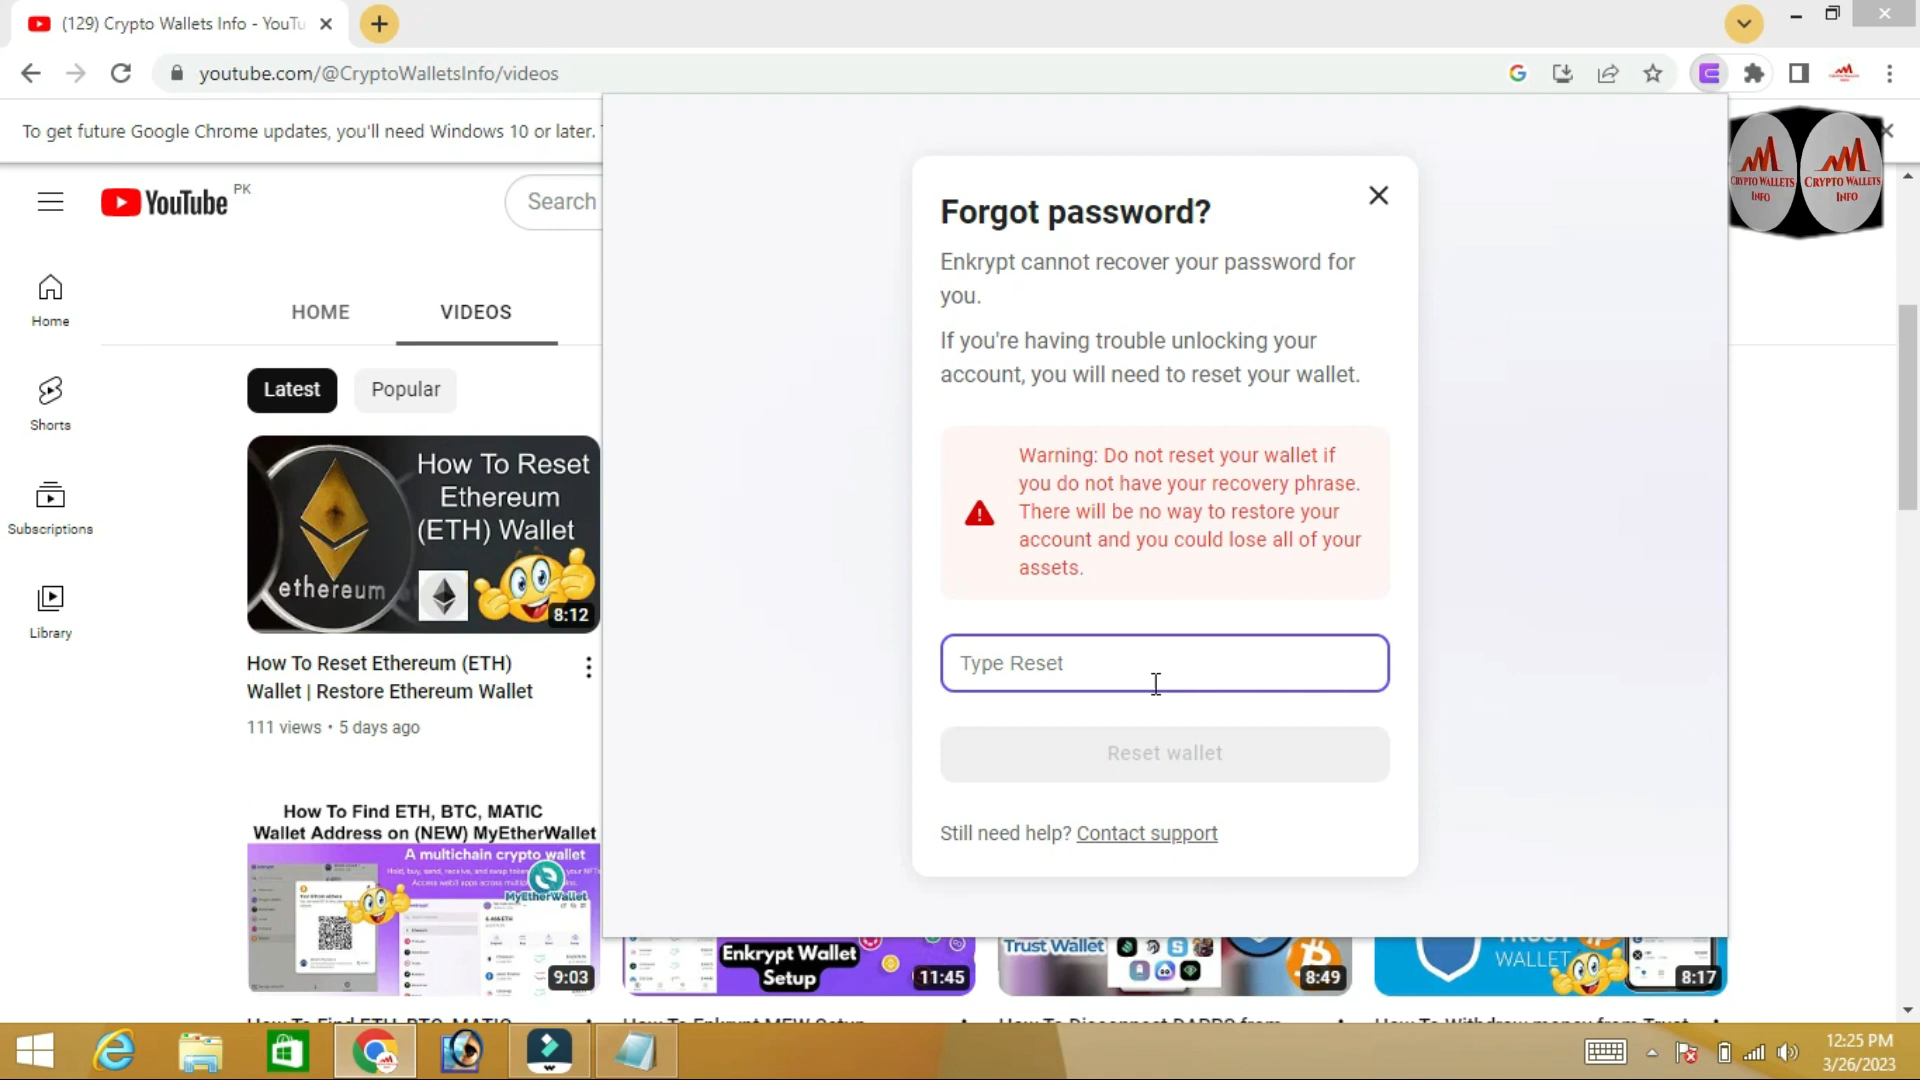 (129) Crypto Wallets Info - YouTu
youtube.com/@CryptoWalletsInfo/videos
To get future Google Chrome updates, you'll need Windows 10 or later.
CRYPTO WALLETS
INFO
CRYPTO WALLETS
INFO
YouTube PK
Search
Home
Shorts
Subscriptions
Library
HOME
VIDEOS
Latest
Popular
How To Reset
Ethereum
(ETH) Wallet
ethereum
8:12
How To Reset Ethereum (ETH)
Wallet | Restore Ethereum Wallet
111 views • 5 days ago
How To Find ETH, BTC, MATIC
Wallet Address on (NEW) MyEtherWallet
A multichain crypto wallet
MyEtherWallet
9:03
Forgot password?
Enkrypt cannot recover your password for
you.
If you're having trouble unlocking your
account, you will need to reset your wallet.
Warning: Do not reset your wallet if
you do not have your recovery phrase.
There will be no way to restore your
account and you could lose all of your
assets.
Type Reset
Reset wallet
Still need help? Contact support
Enkrypt Wallet
Setup
11:45
Trust Wallet
8:49
WALLET
8:17
12:25 PM
3/26/2023